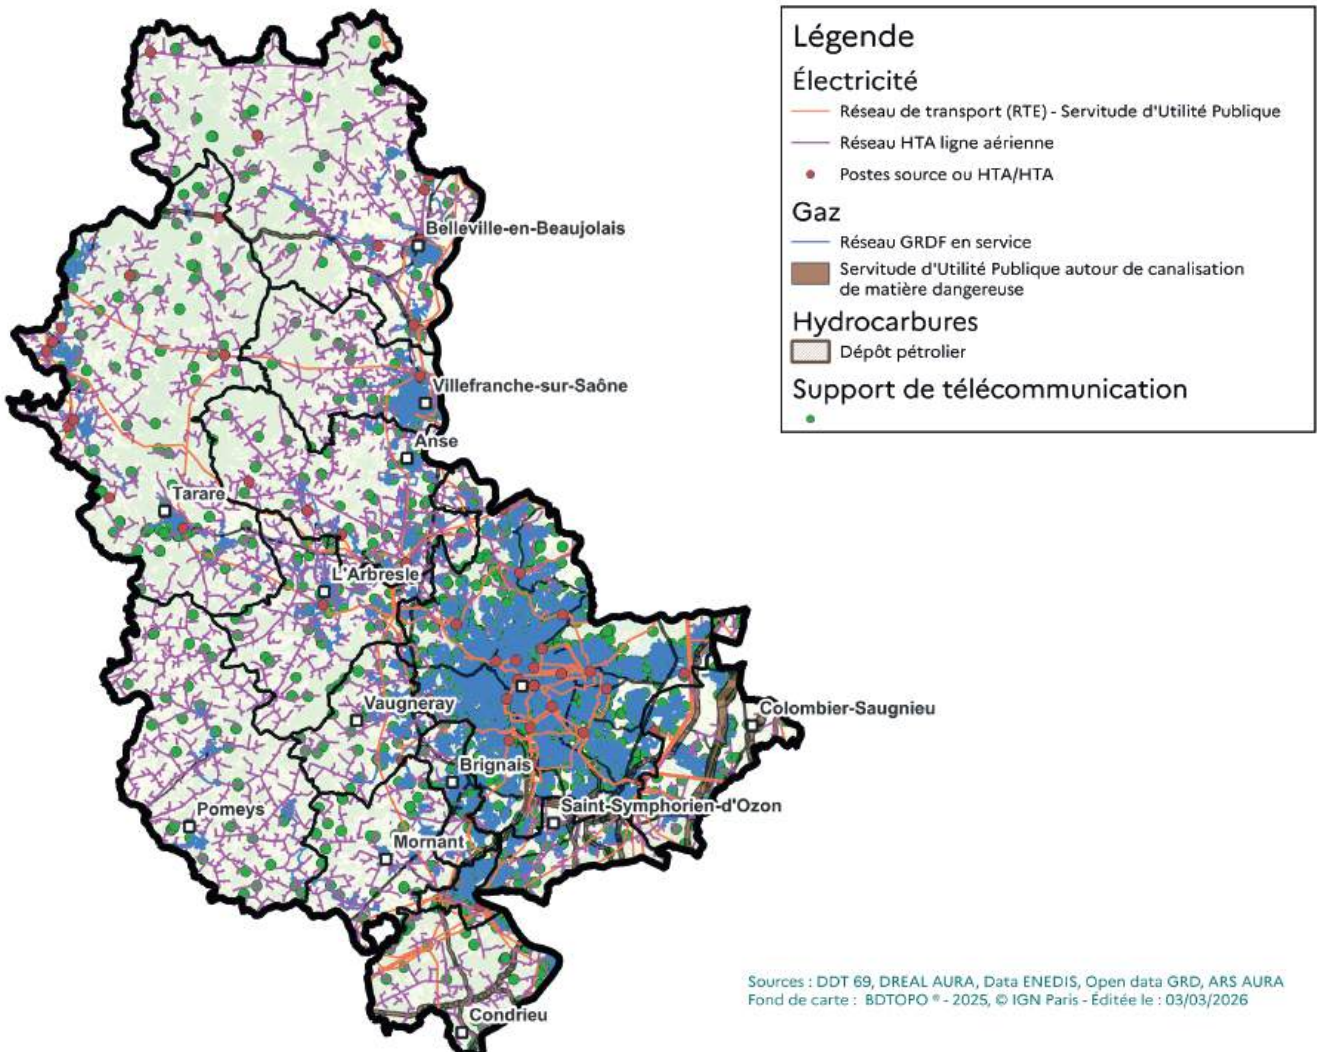 Légende
Électricité
Réseau de transport (RTE) - Servitude d'Utilité Publique
Réseau HTA ligne aérienne
Postes source ou HTA/HTA
Gaz
Réseau GRDF en service
Servitude d'Utilité Publique autour de canalisation
de matière dangereuse
Hydrocarbures
Dépôt pétrolier
Support de télécommunication
Belleville-en-Beaujolais
Villefranche-sur-Saône
Anse
Tarare
L'Arbresle
Vaugneray
Colombier-Saugnieu
Brignais
Saint-Symphorien-d'Ozon
Pomeys
Mornant
Condrieu
Sources : DDT 69, DREAL AURA, Data ENEDIS, Open data GRD, ARS AURA
Fond de carte : BDTOPO ® - 2025, © IGN Paris - Éditée le : 03/03/2026